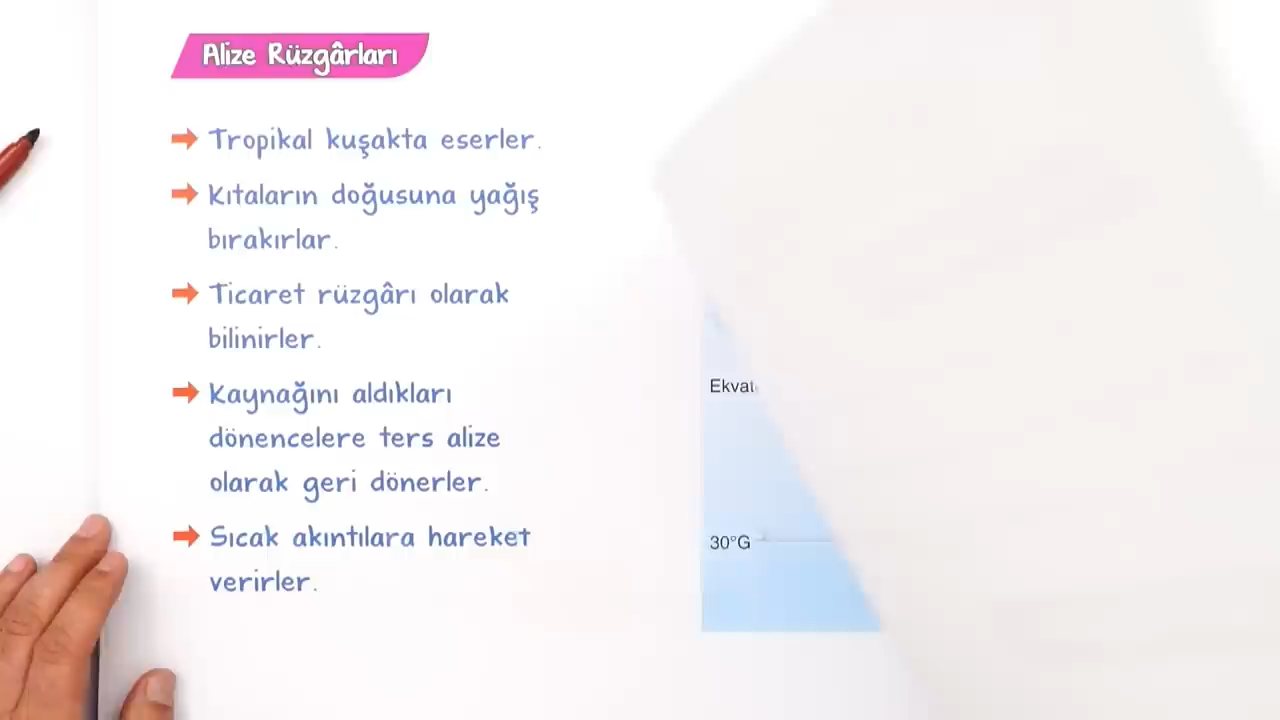 Alize Rüzgârları
Tropikal kuşakta eserler.
Kıtaların doğusuna yağış
bırakırlar.
Ticaret rüzgârı olarak
bilinirler.
Kaynağını aldıkları
dönencelere ters alize
olarak geri dönerler.
Sıcak akıntılara hareket
verirler.
30°G